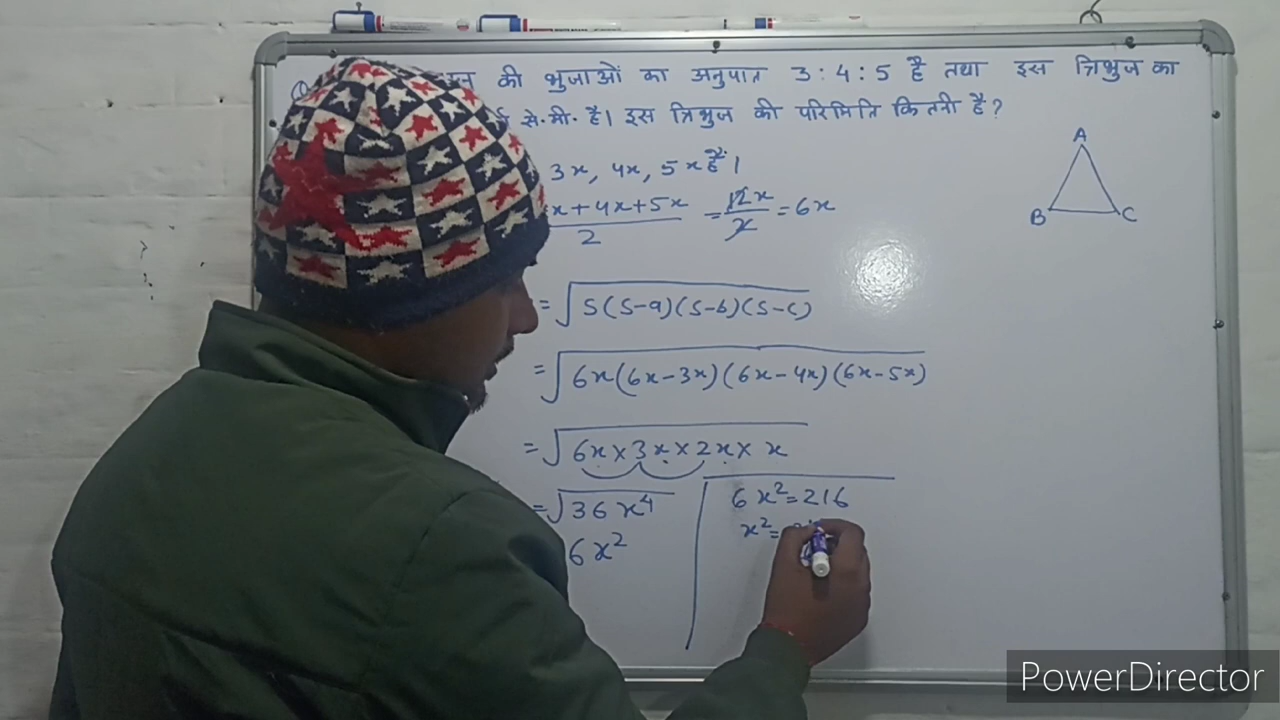 की भुजाओं का अनुपात 3 : 4 : 5 है तथा इस त्रिभुज का
से.मी. है। इस त्रिभुज की परिमिति कितनी है?
A
B C
3x, 4x, 5x हैं।
x+4x+5x / 2 = 12x / 2 = 6x
= √S(S-a)(S-b)(S-c)
= √6x(6x-3x)(6x-4x)(6x-5x)
= √6x×3x×2x×x
= √36x⁴
6x²
6x²=216
x²=
PowerDirector